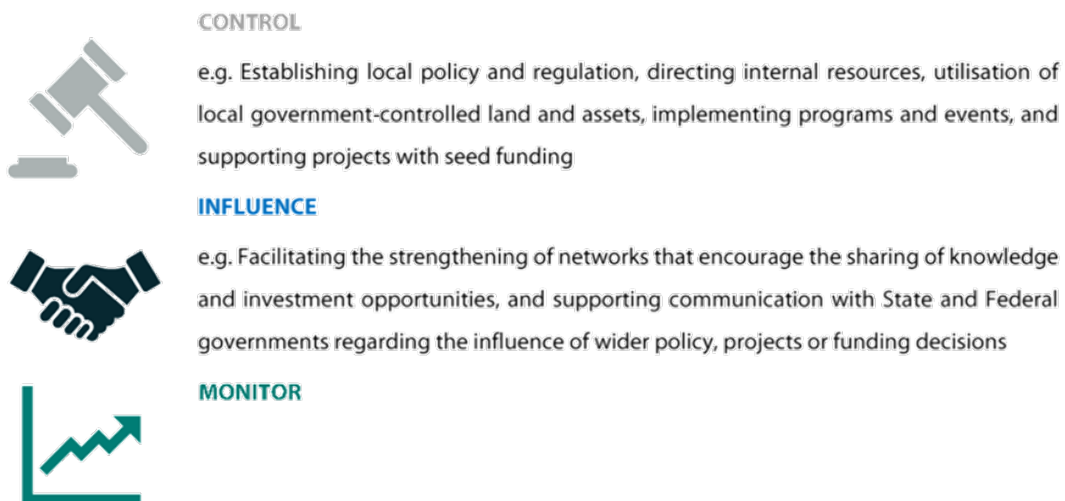 CONTROL
e.g. Establishing local policy and regulation, directing internal resources, utilisation of
local government-controlled land and assets, implementing programs and events, and
supporting projects with seed funding
INFLUENCE
e.g. Facilitating the strengthening of networks that encourage the sharing of knowledge
and investment opportunities, and supporting communication with State and Federal
governments regarding the influence of wider policy, projects or funding decisions
MONITOR